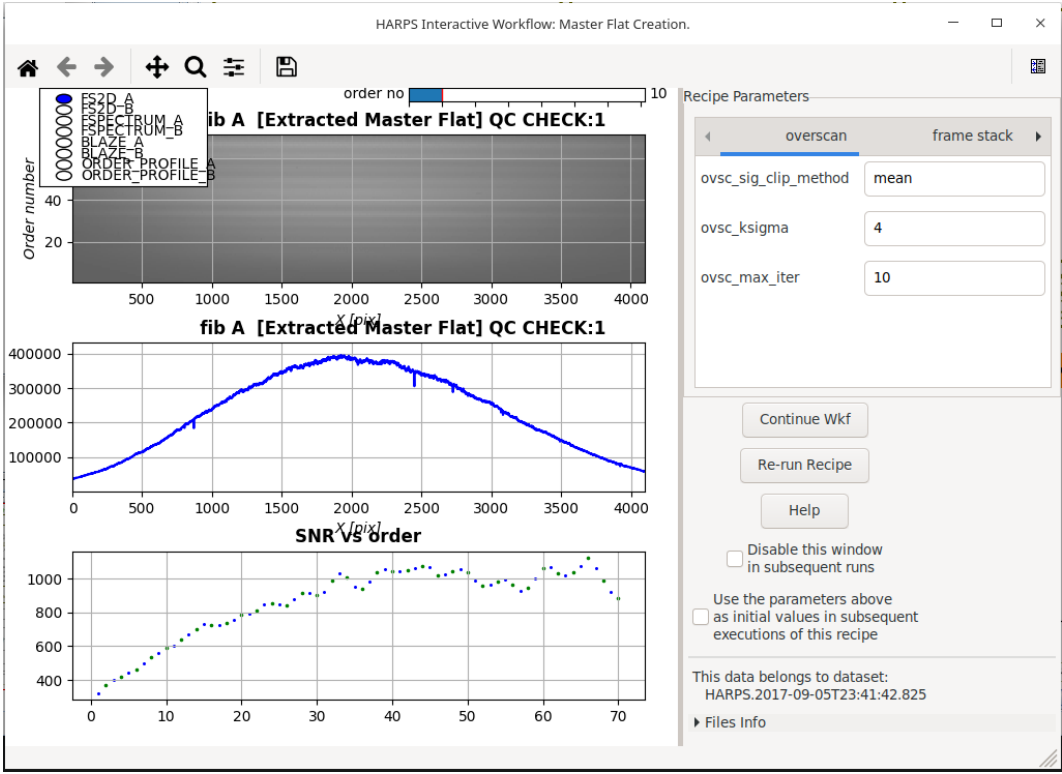 HARPS Interactive Workflow: Master Flat Creation.
FS2D_A
FS2D_B
FSPECTRUM_A
FSPECTRUM_B
BLAZE_A
BLAZE_B
ORDER_PROFILE_A
ORDER_PROFILE_B
order no
10
ib A [Extracted Master Flat] QC CHECK:1
Order number
40
20
500 1000 1500 2000 2500 3000 3500 4000
X [pix]
fib A [Extracted Master Flat] QC CHECK:1
400000
300000
200000
100000
0 500 1000 1500 2000 2500 3000 3500 4000
X [pix]
SNR vs order
1000
800
600
400
0 10 20 30 40 50 60 70
Recipe Parameters
overscan frame stack
ovsc_sig_clip_method mean
ovsc_ksigma 4
ovsc_max_iter 10
Continue Wkf
Re-run Recipe
Help
Disable this window
in subsequent runs
Use the parameters above
as initial values in subsequent
executions of this recipe
This data belongs to dataset:
HARPS.2017-09-05T23:41:42.825
Files Info